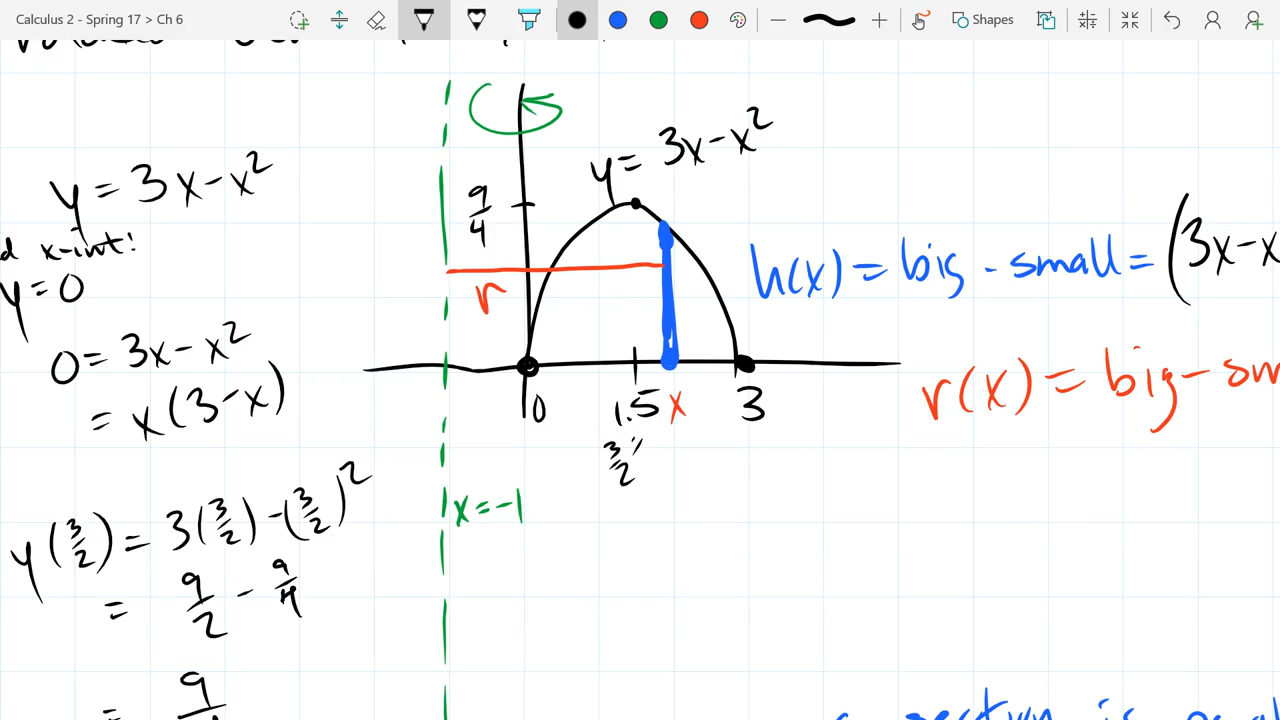 Calculus 2 - Spring 17 > Ch 6
Shapes
y = 3x - x²
x-int!
y = 0
0 = 3x - x²
= x(3 - x)
y(3/2) = 3(3/2) - (3/2)²
= 9/2 - 9/4
= 9
9/4
y = 3x - x²
r
0
1.5
x
3
3/2
x = -1
h(x) = big - small = (3x - x
r(x) = big - sm
section is